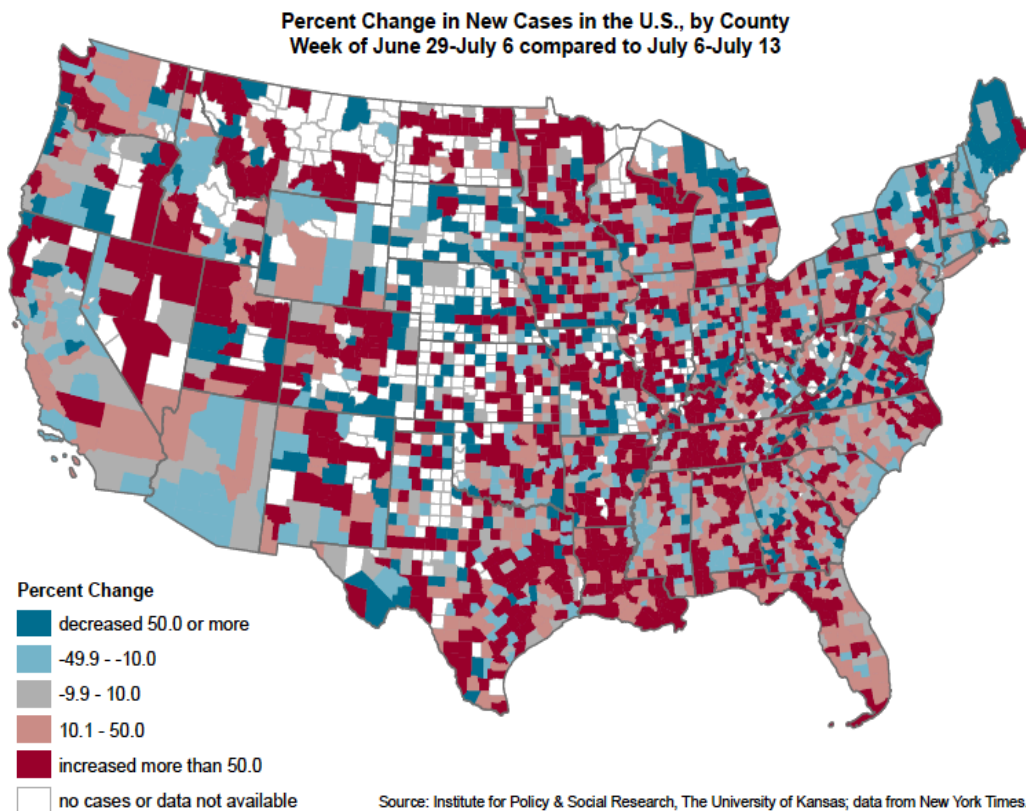 Percent Change in New Cases in the U.S., by County
Week of June 29-July 6 compared to July 6-July 13
Percent Change
decreased 50.0 or more
-49.9 - -10.0
-9.9 - 10.0
10.1 - 50.0
increased more than 50.0
no cases or data not available
Source: Institute for Policy & Social Research, The University of Kansas; data from New York Times.